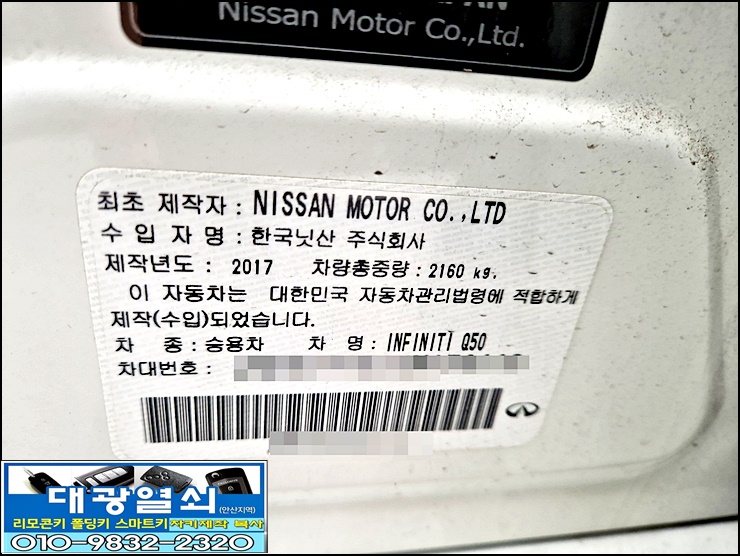 Nissan Motor Co.,Ltd.
최초 제작자 : NISSAN MOTOR CO.,LTD
수 입 자 명 : 한국닛산 주식회사
제작년도 : 2017 차량총중량 : 2160 kg.
이 자동차는 대한민국 자동차관리법령에 적합하게
제작(수입)되었습니다.
차 종 : 승용차 차 명 : INFINITI Q50
차대번호 :
대광열쇠 (안산지역)
리모콘키 폴딩키 스마트키 차키제작 복사
010-9832-2320